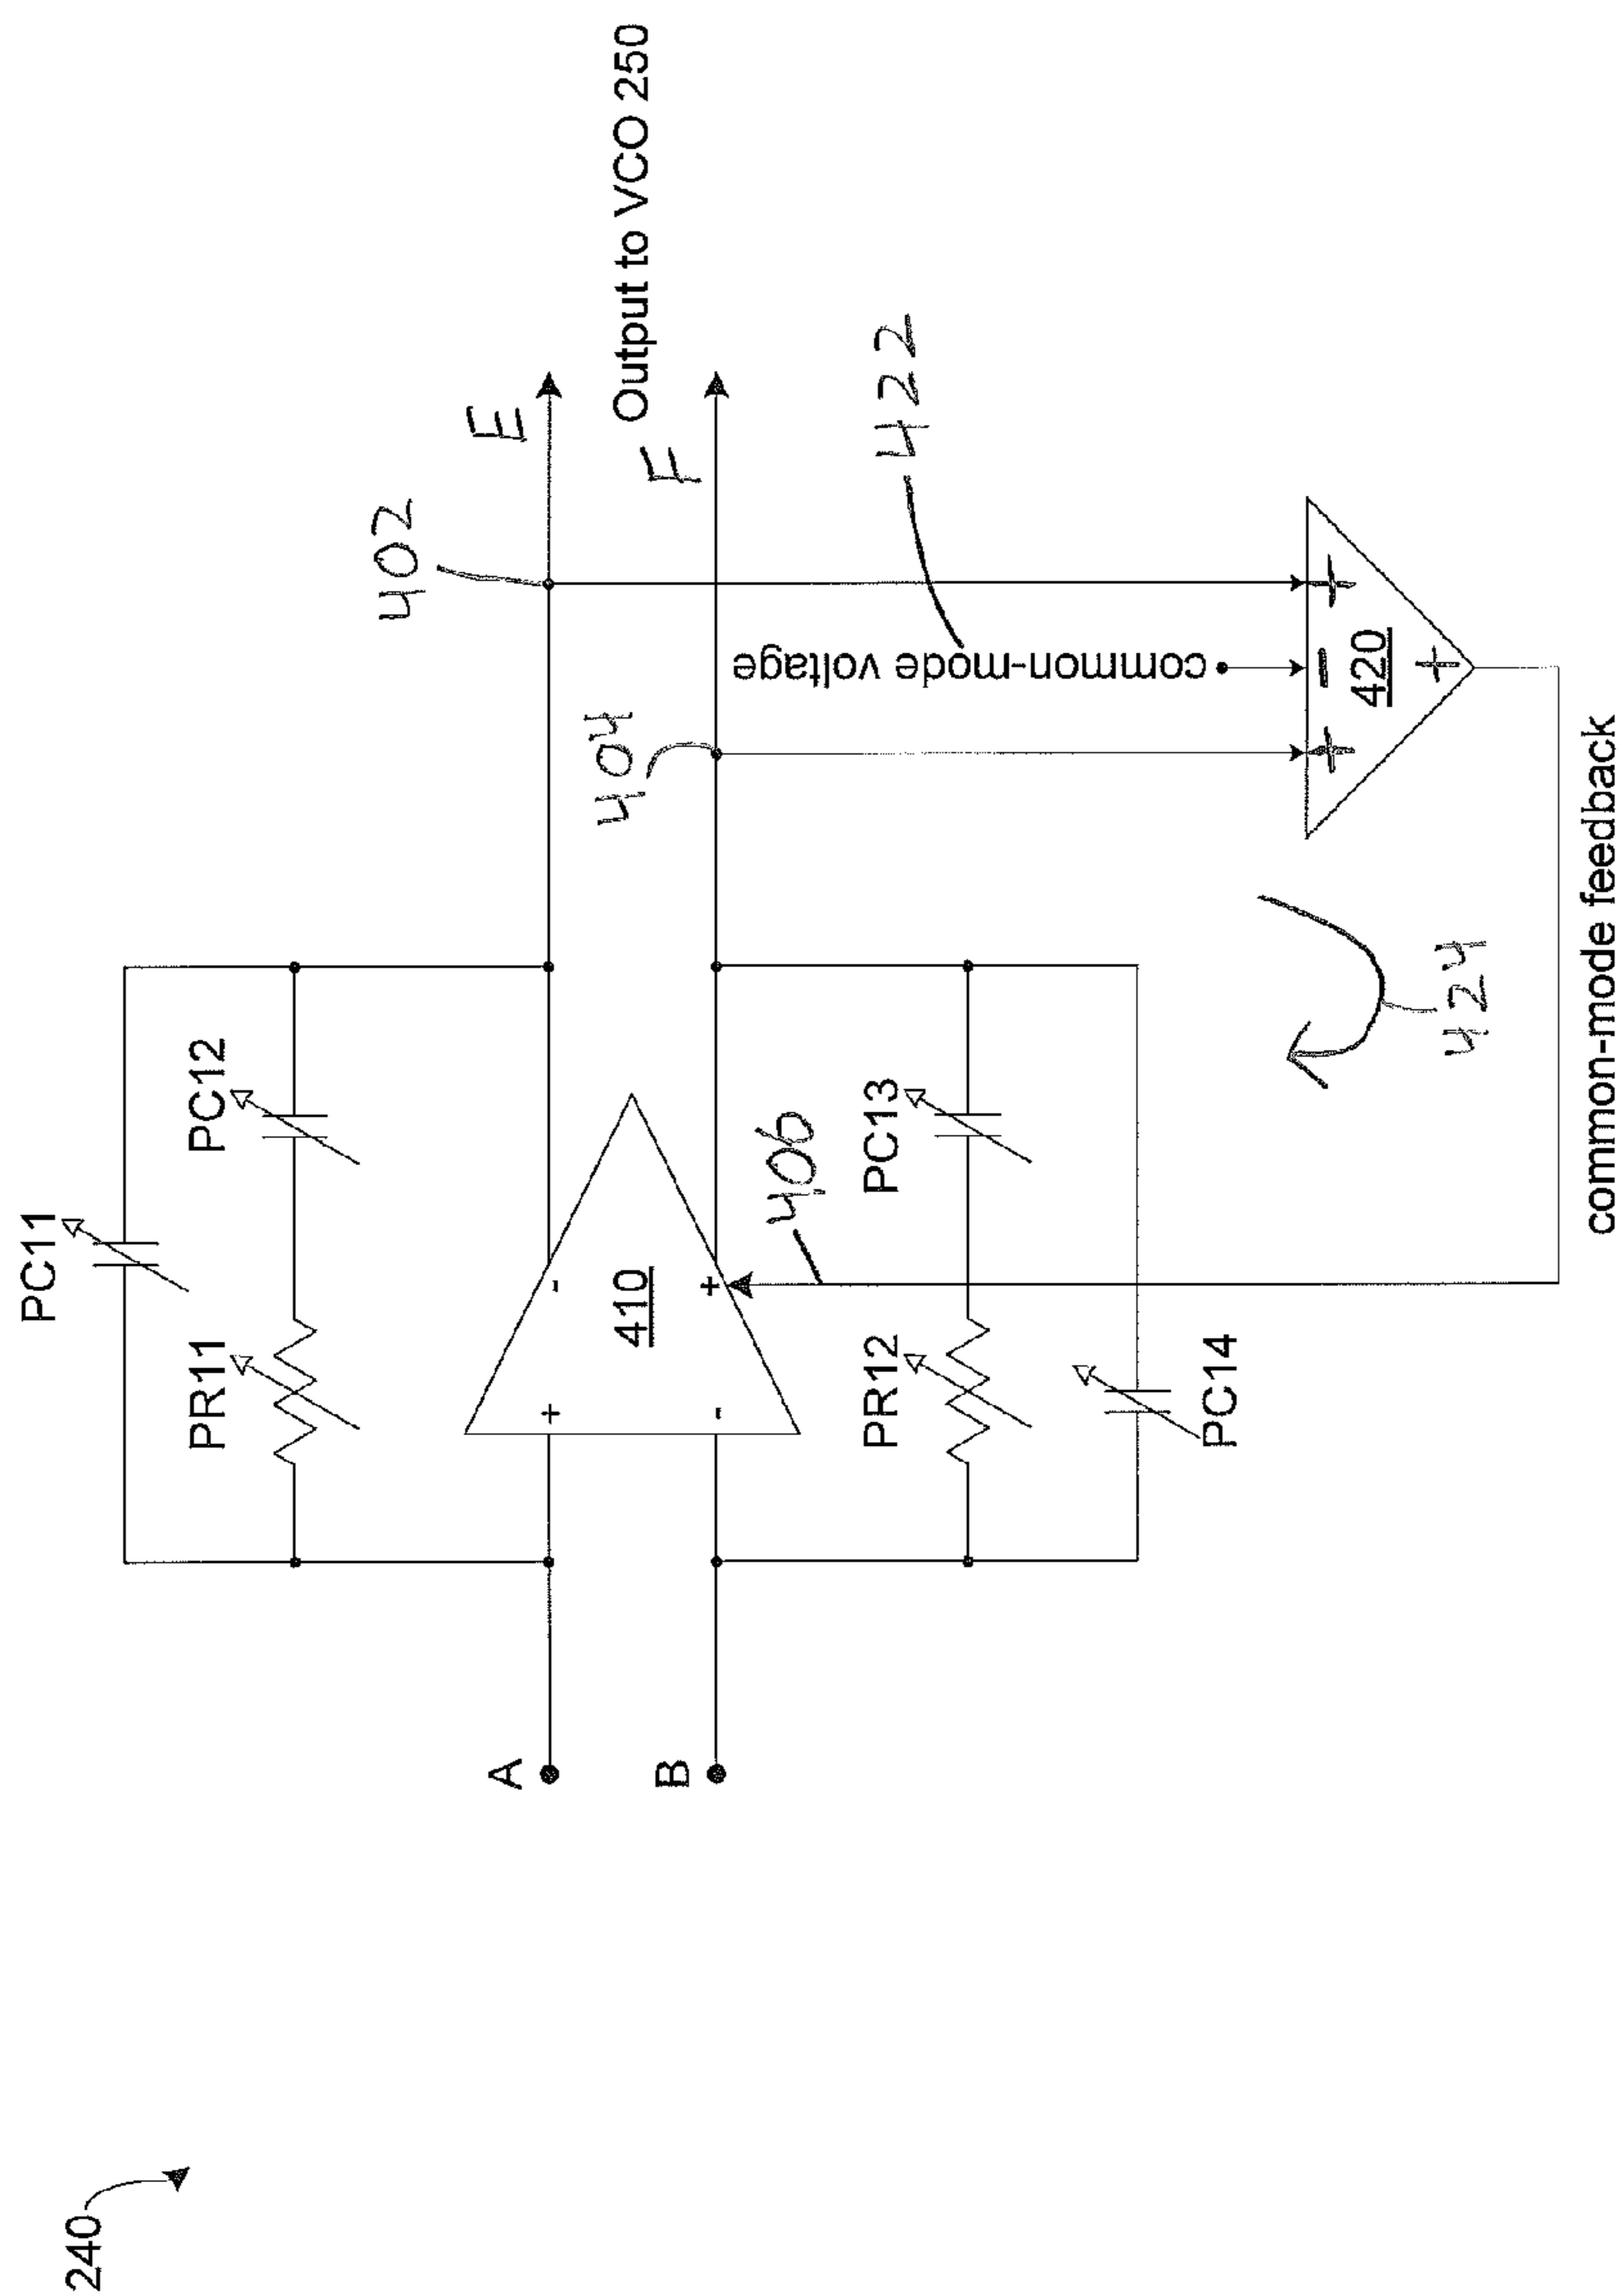 240
PC11
PR11
PC12
A
B
+
-
-
+
410
402
E
Output to VCO 250
F
404
406
PR12
PC13
PC14
common-mode voltage
422
+
-
+
420
+
424
common-mode feedback